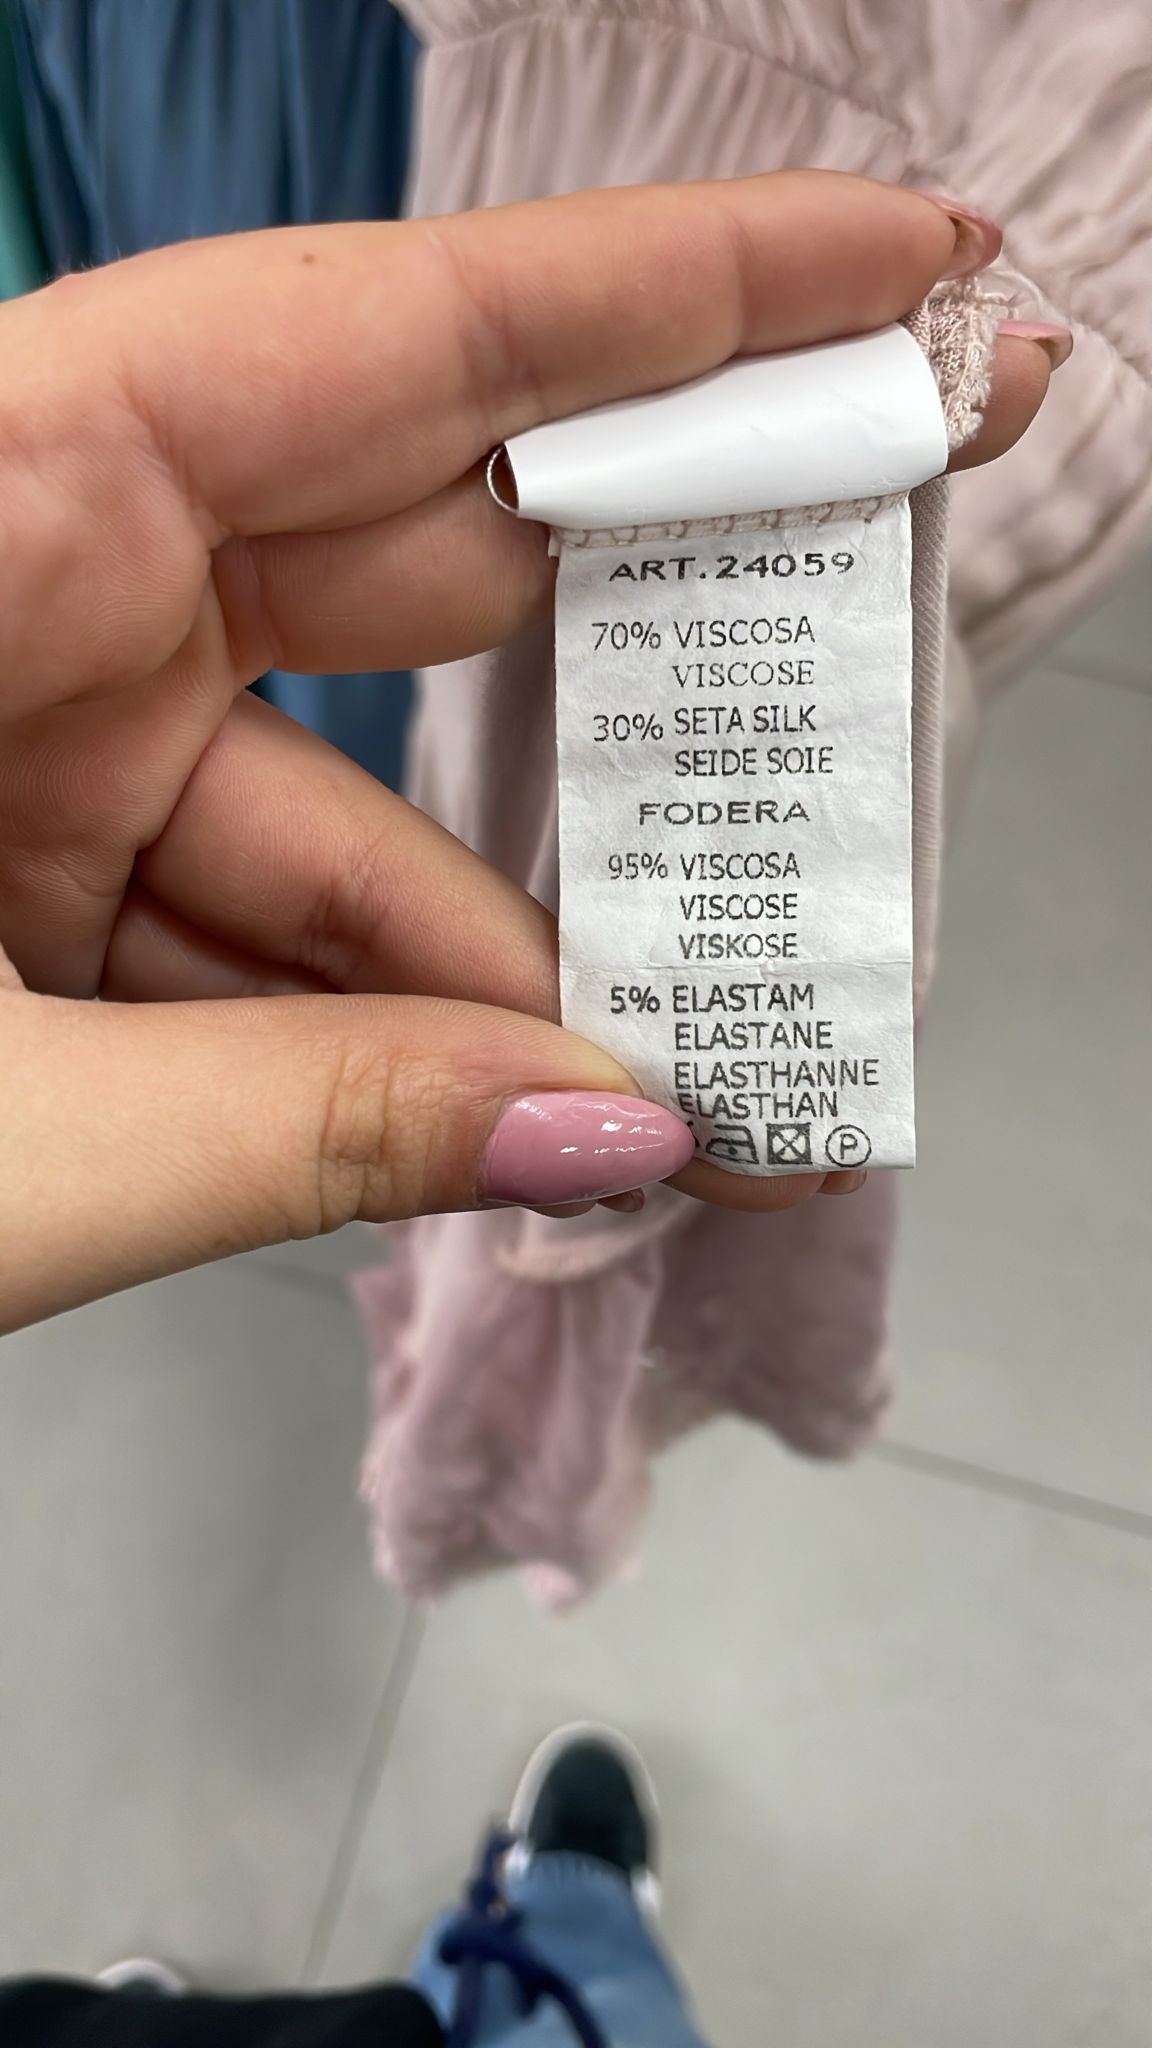 ART.24059
70% VISCOSA
VISCOSE
30% SETA SILK
SEIDE SOIE
FODERA
95% VISCOSA
VISCOSE
VISKOSE
5% ELASTAM
ELASTANE
ELASTHANNE
ELASTHAN
P